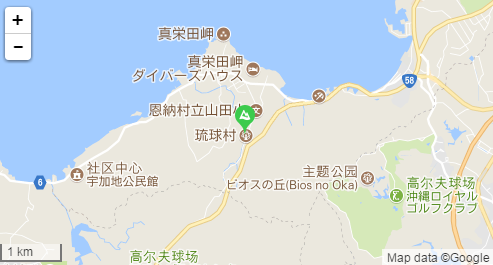 +
−
真栄田岬
真栄田岬
ダイバーズハウス
58
恩納村立山田小
琉球村
社区中心
宇加地公民館
6
主题公园
ビオスの丘(Bios no Oka)
高尔夫球场
沖縄ロイヤル
ゴルフクラブ
高尔夫球场
1 km
Map data ©Google